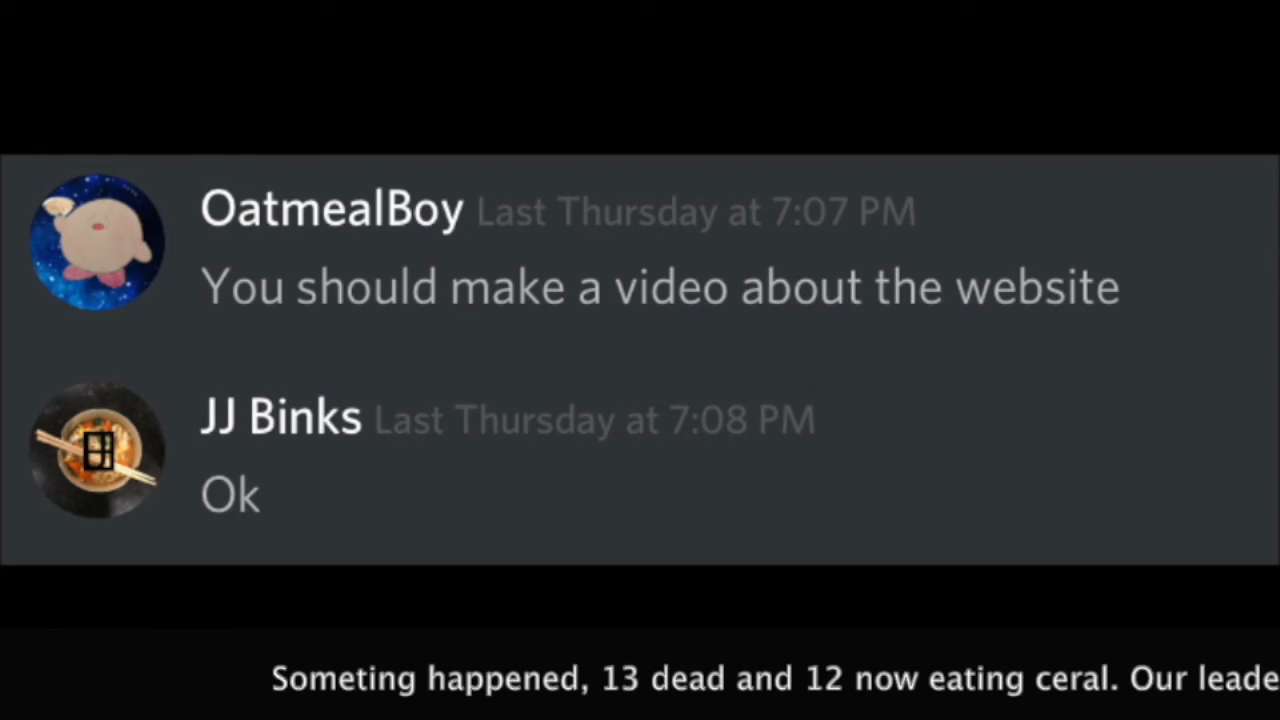 OatmealBoy Last Thursday at 7:07 PM
You should make a video about the website
JJ Binks Last Thursday at 7:08 PM
Ok
Someting happened, 13 dead and 12 now eating ceral. Our leade